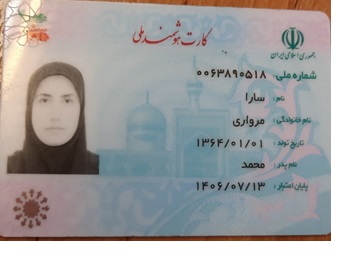 کارت هوشمند ملی
جمهوری اسلامی ایران
شماره ملی: ۰۰۶۳۸۹۰۵۱۸
نام: سارا
نام خانوادگی: مرواری
تاریخ تولد: ۱۳۶۴/۰۱/۰۱
نام پدر: محمد
پایان اعتبار: ۱۴۰۶/۰۷/۱۳